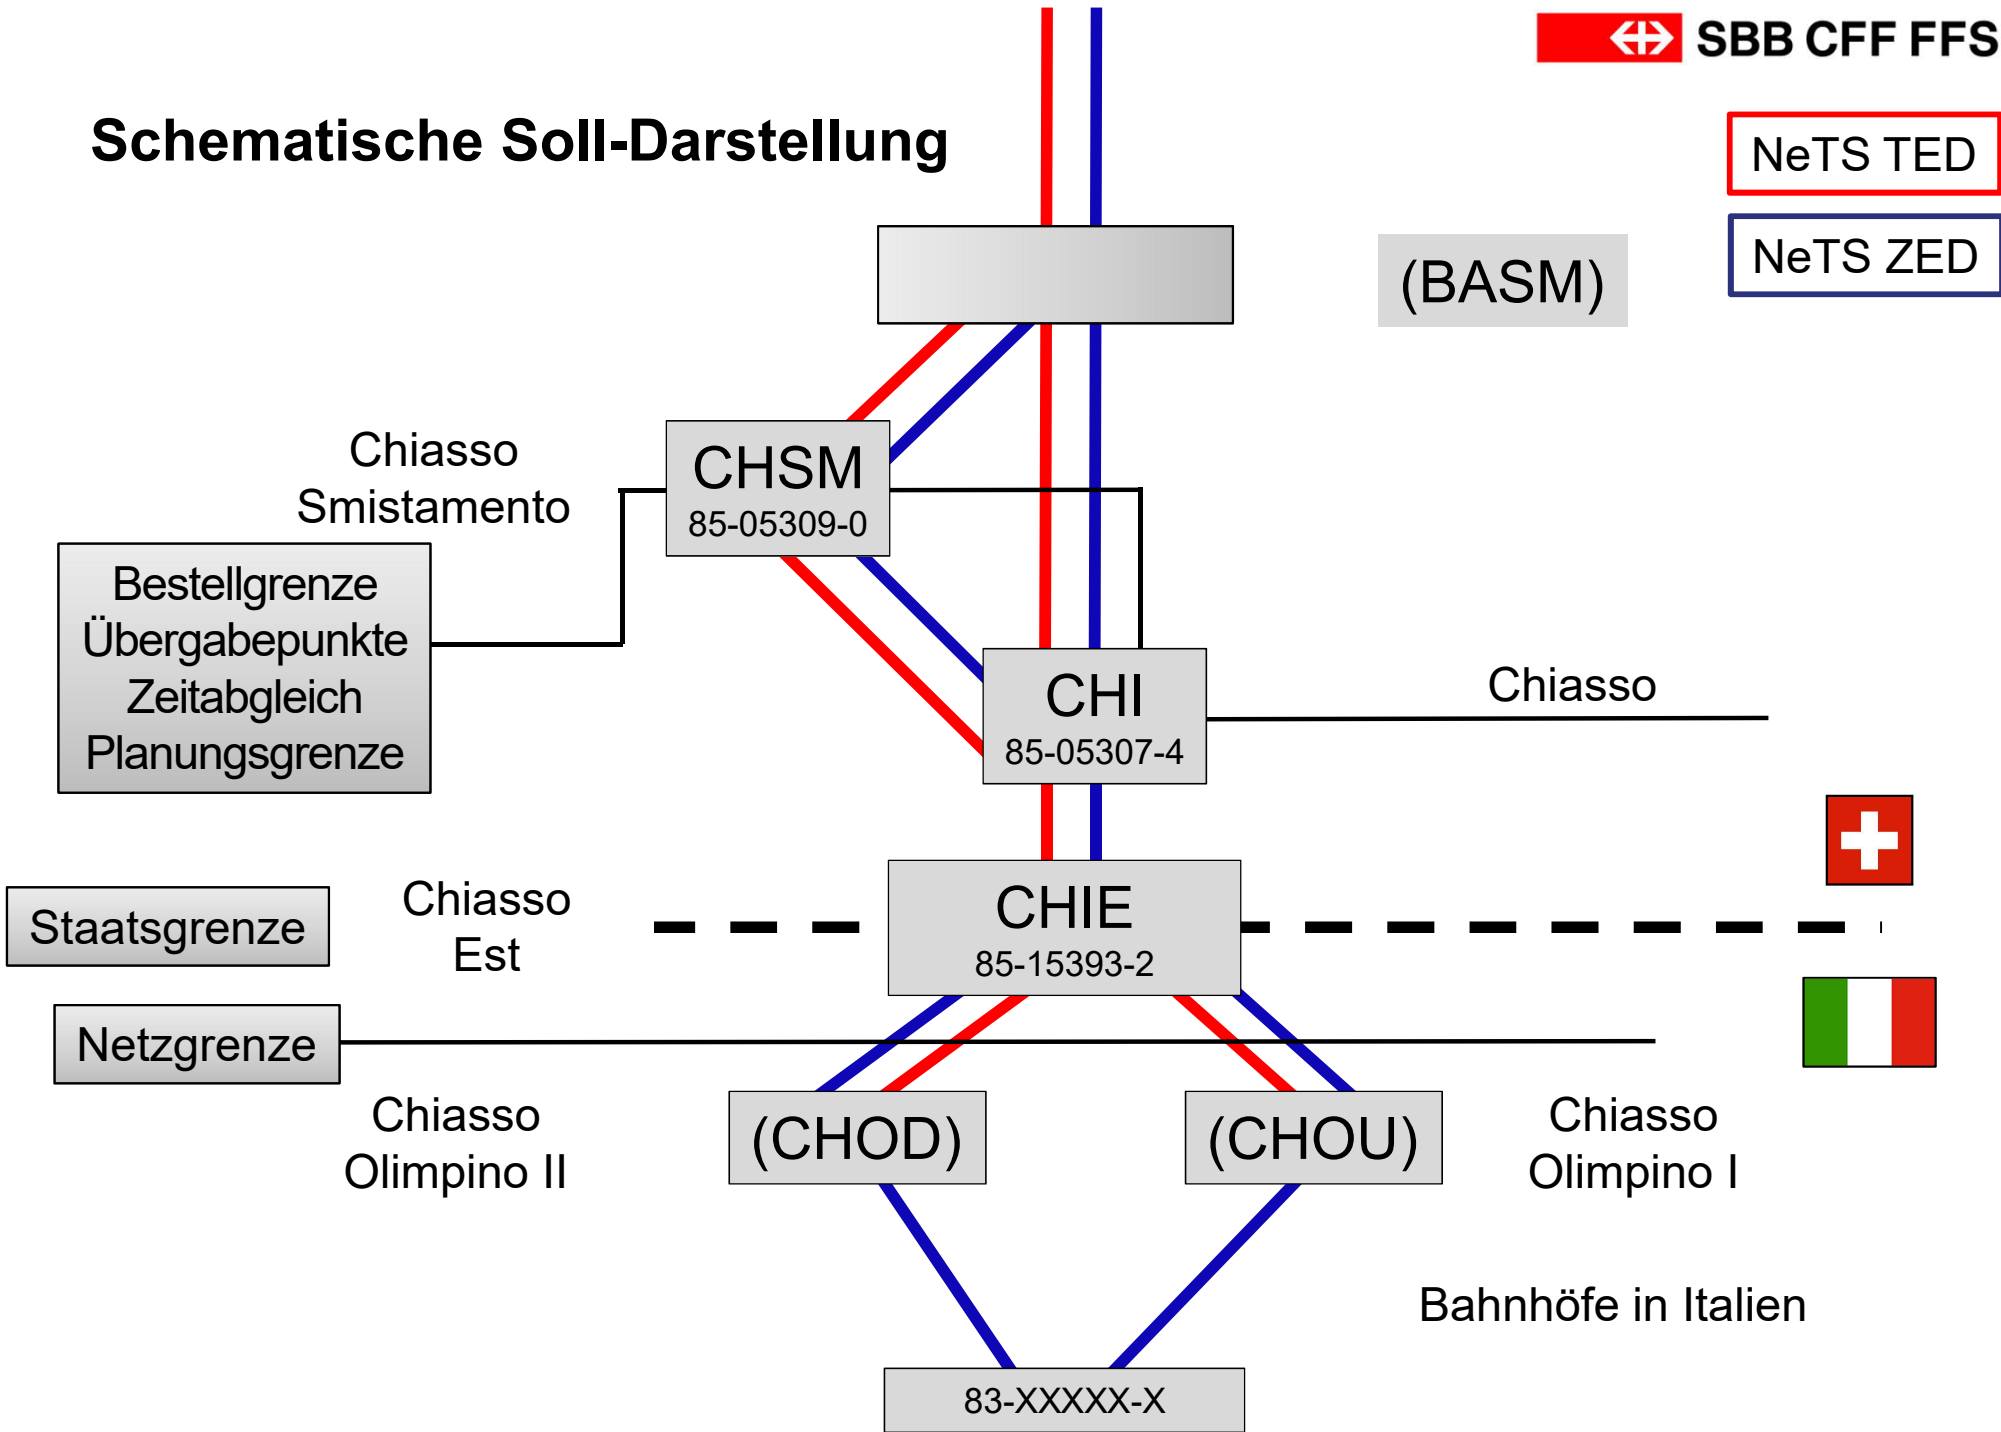 SBB CFF FFS
Schematische Soll-Darstellung
NeTS TED
NeTS ZED
(BASM)
Chiasso
Smistamento
CHSM
85-05309-0
Bestellgrenze
Übergabepunkte
Zeitabgleich
Planungsgrenze
CHI
85-05307-4
Chiasso
Staatsgrenze
Chiasso
Est
CHIE
85-15393-2
Netzgrenze
Chiasso
Olimpino II
(CHOD)
(CHOU)
Chiasso
Olimpino I
Bahnhöfe in Italien
83-XXXXX-X